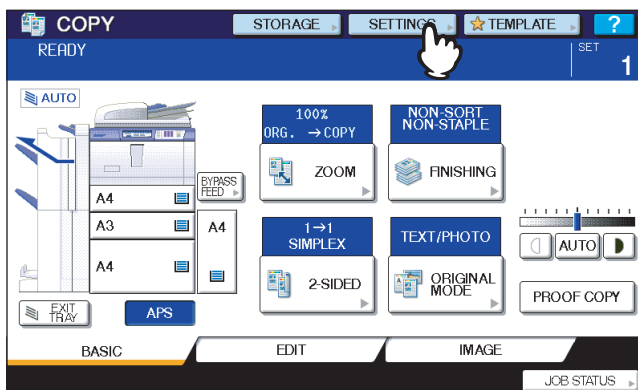 COPY
STORAGE
SETTINGS
TEMPLATE
?
READY
SET
1
AUTO
100%
ORG. →COPY
ZOOM
NON-SORT
NON-STAPLE
FINISHING
BYPASS
FEED
A4
A3
A4
A4
1→1
SIMPLEX
2-SIDED
TEXT/PHOTO
ORIGINAL
MODE
AUTO
PROOF COPY
EXIT
TRAY
APS
BASIC
EDIT
IMAGE
JOB STATUS